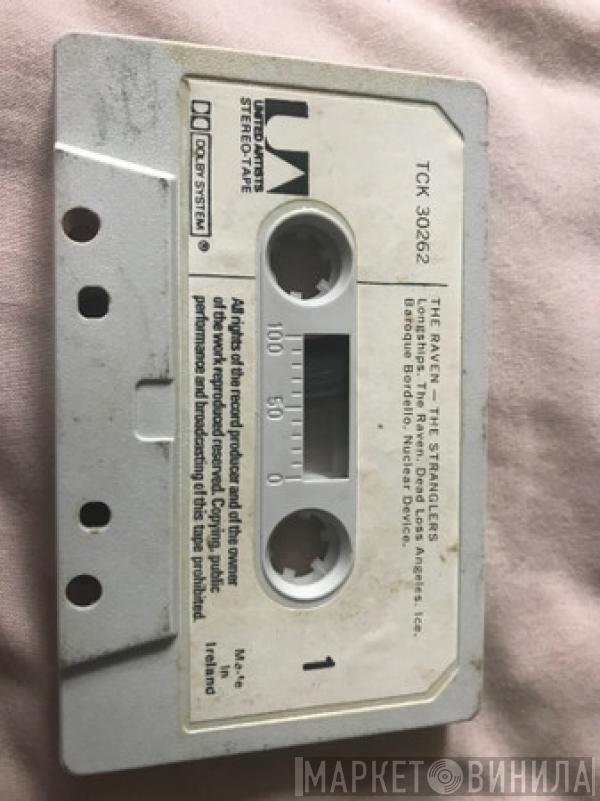 TCK 30262
THE RAVEN — THE STRANGLERS
Longships. The Raven. Dead Loss Angeles. Ice.
Baroque Bordello. Nuclear Device.
UA
UNITED ARTISTS
STEREO-TAPE
DOLBY SYSTEM ®
100 50 0
1
All rights of the record producer and of the owner
of the work reproduced reserved. Copying, public
performance and broadcasting of this tape prohibited.
Made
in
Ireland
МАРКЕТ ВИНИЛА